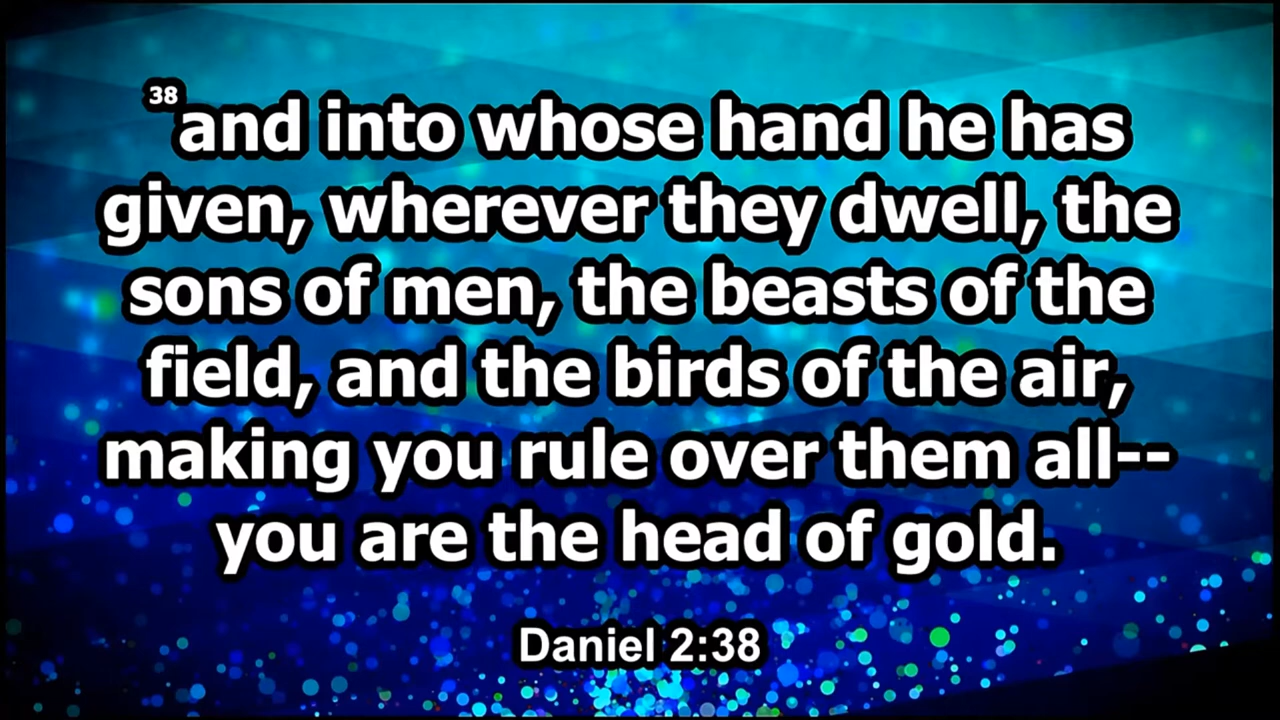 38 and into whose hand he has
given, wherever they dwell, the
sons of men, the beasts of the
field, and the birds of the air,
making you rule over them all--
you are the head of gold.
Daniel 2:38